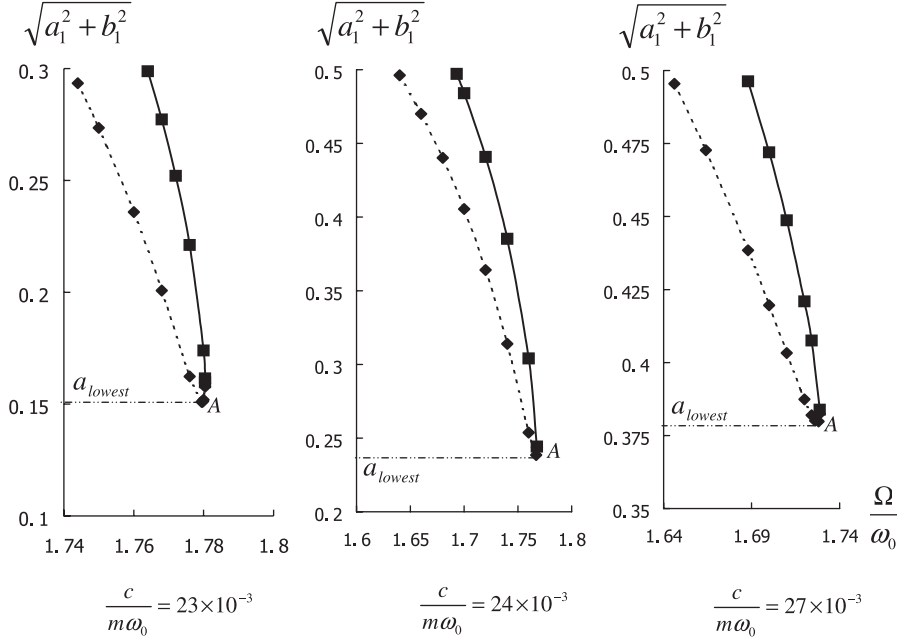 √(a₁² + b₁²)
0.3
0.25
0.2
0.15
0.1
a_lowest
A
1.74 1.76 1.78 1.8
c/(mω₀) = 23×10⁻³
√(a₁² + b₁²)
0.5
0.45
0.4
0.35
0.3
0.25
0.2
a_lowest
A
1.6 1.65 1.7 1.75 1.8
c/(mω₀) = 24×10⁻³
√(a₁² + b₁²)
0.5
0.475
0.45
0.425
0.4
0.375
0.35
a_lowest
A
1.64 1.69 1.74
Ω/ω₀
c/(mω₀) = 27×10⁻³